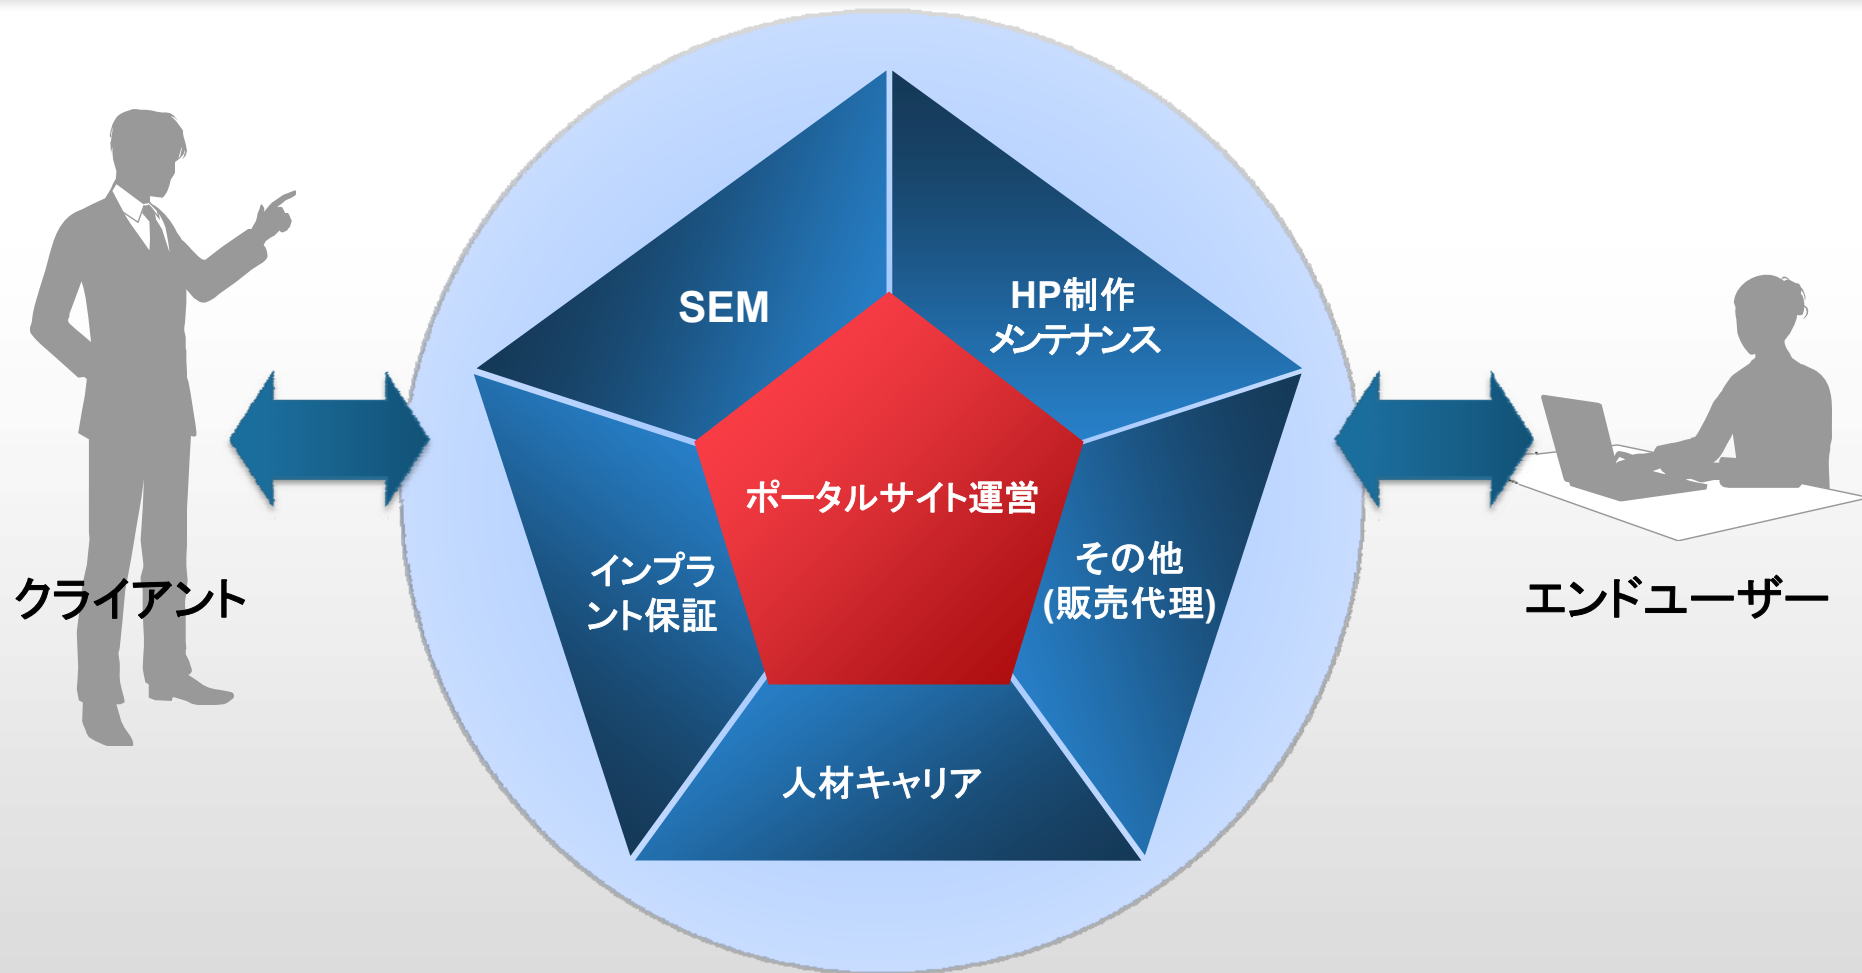 SEM
HP制作
メンテナンス
ポータルサイト運営
インプラ
ント保証
その他
(販売代理)
クライアント
エンドユーザー
人材キャリア